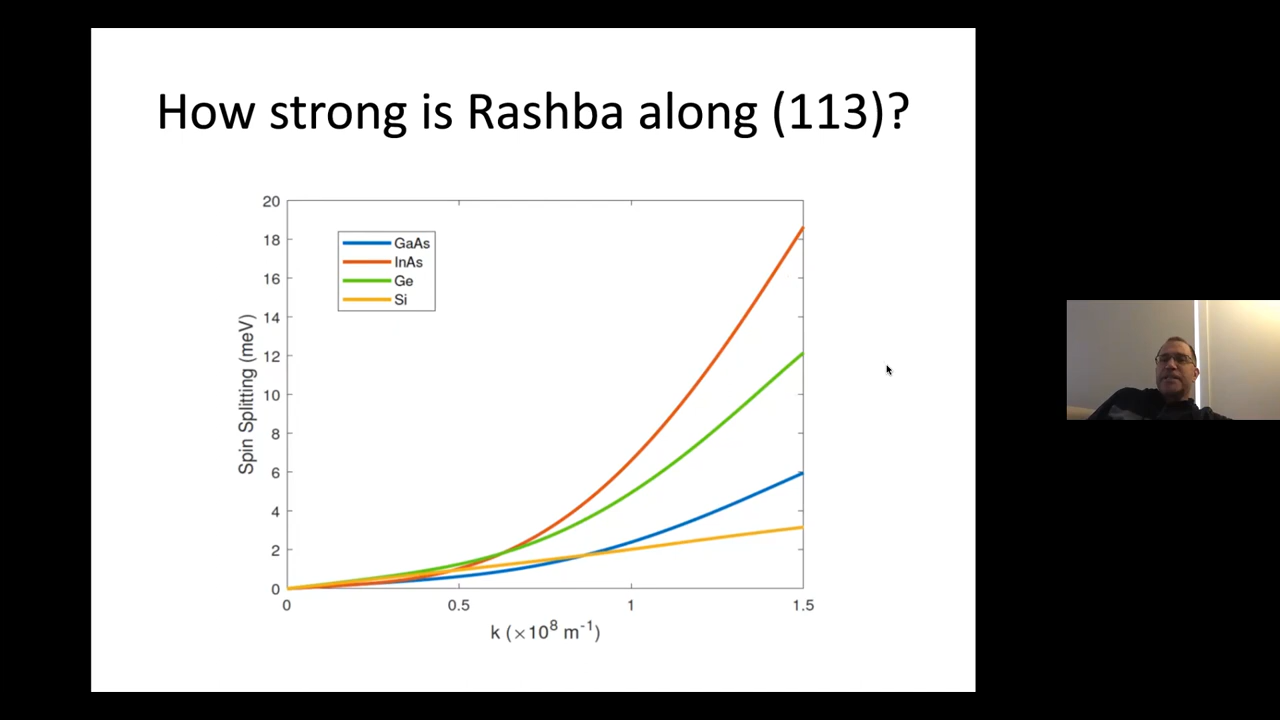 How strong is Rashba along (113)?
20
18
16
14
12
10
8
6
4
2
0
Spin Splitting (meV)
GaAs
InAs
Ge
Si
0 0.5 1 1.5
k (×10⁸ m⁻¹)